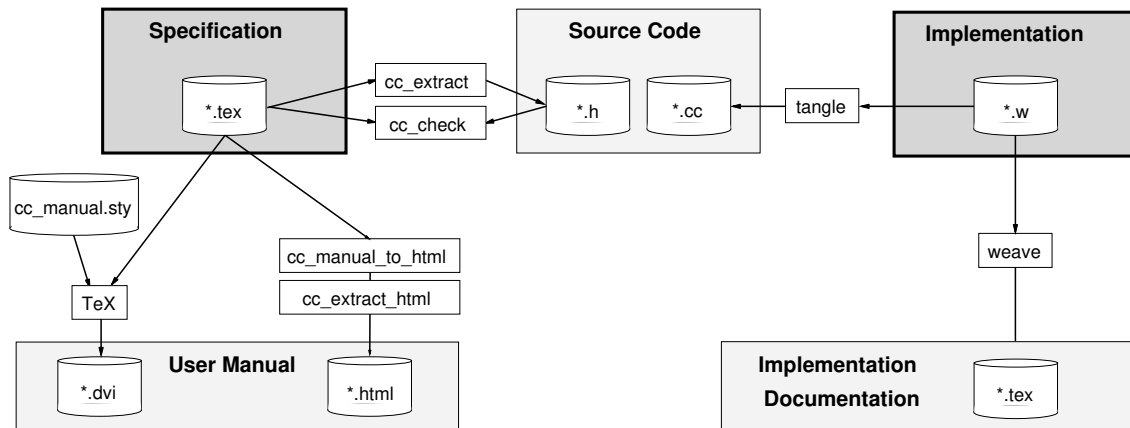 Specification
Source Code
Implementation
cc_extract
*.tex
*.h
*.cc
tangle
*.w
cc_check
cc_manual.sty
cc_manual_to_html
weave
TeX
cc_extract_html
User Manual
Implementation
Documentation
*.dvi
*.html
*.tex